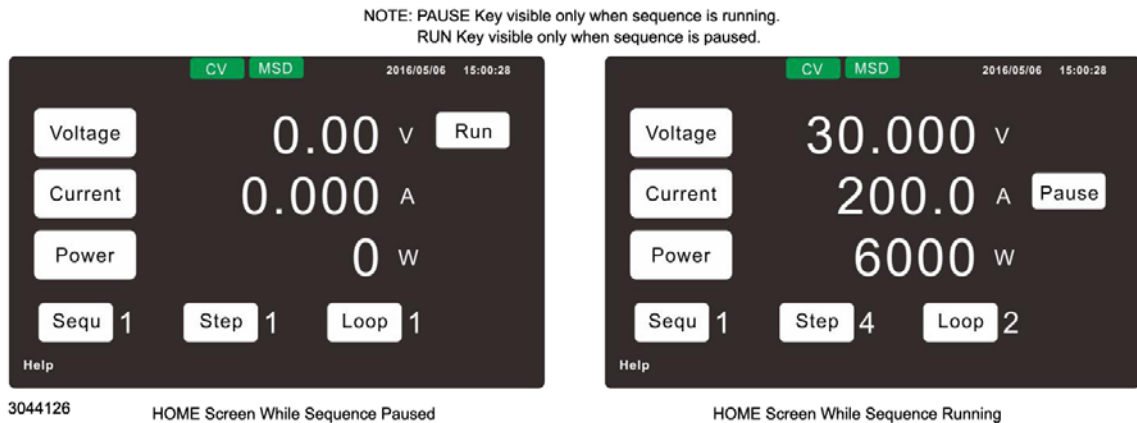 NOTE: PAUSE Key visible only when sequence is running.
RUN Key visible only when sequence is paused.
CV MSD 2016/05/06 15:00:28
Voltage 0.00 V Run
Current 0.000 A
Power 0 W
Sequ 1 Step 1 Loop 1
Help
CV MSD 2016/05/06 15:00:28
Voltage 30.000 V
Current 200.0 A Pause
Power 6000 W
Sequ 1 Step 4 Loop 2
Help
3044126
HOME Screen While Sequence Paused
HOME Screen While Sequence Running